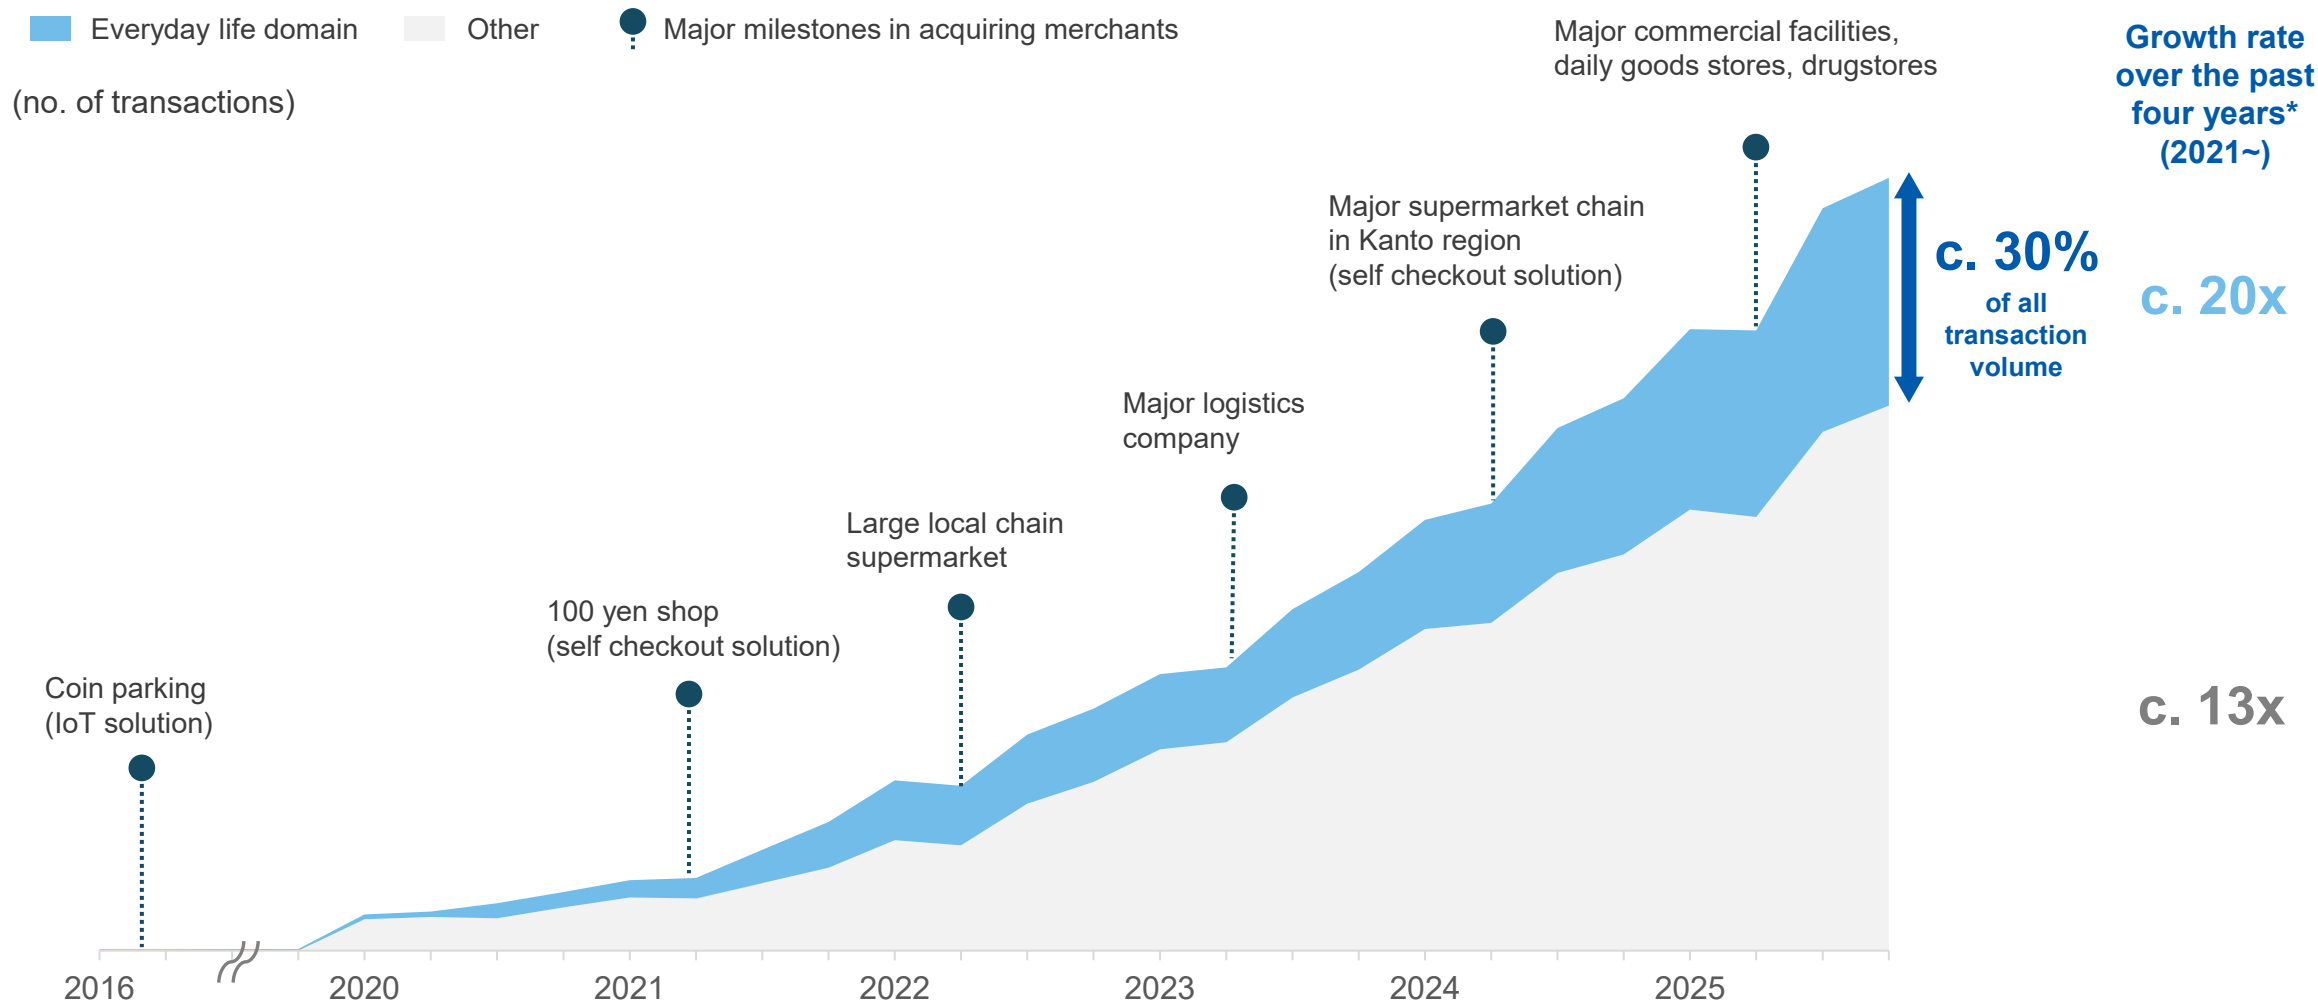 Everyday life domain
Other
Major milestones in acquiring merchants
(no. of transactions)
Major commercial facilities,
daily goods stores, drugstores
Growth rate
over the past
four years*
(2021~)
Major supermarket chain
in Kanto region
(self checkout solution)
c. 30%
of all
transaction
volume
c. 20x
Major logistics
company
Large local chain
supermarket
100 yen shop
(self checkout solution)
Coin parking
(IoT solution)
c. 13x
2016
2020
2021
2022
2023
2024
2025